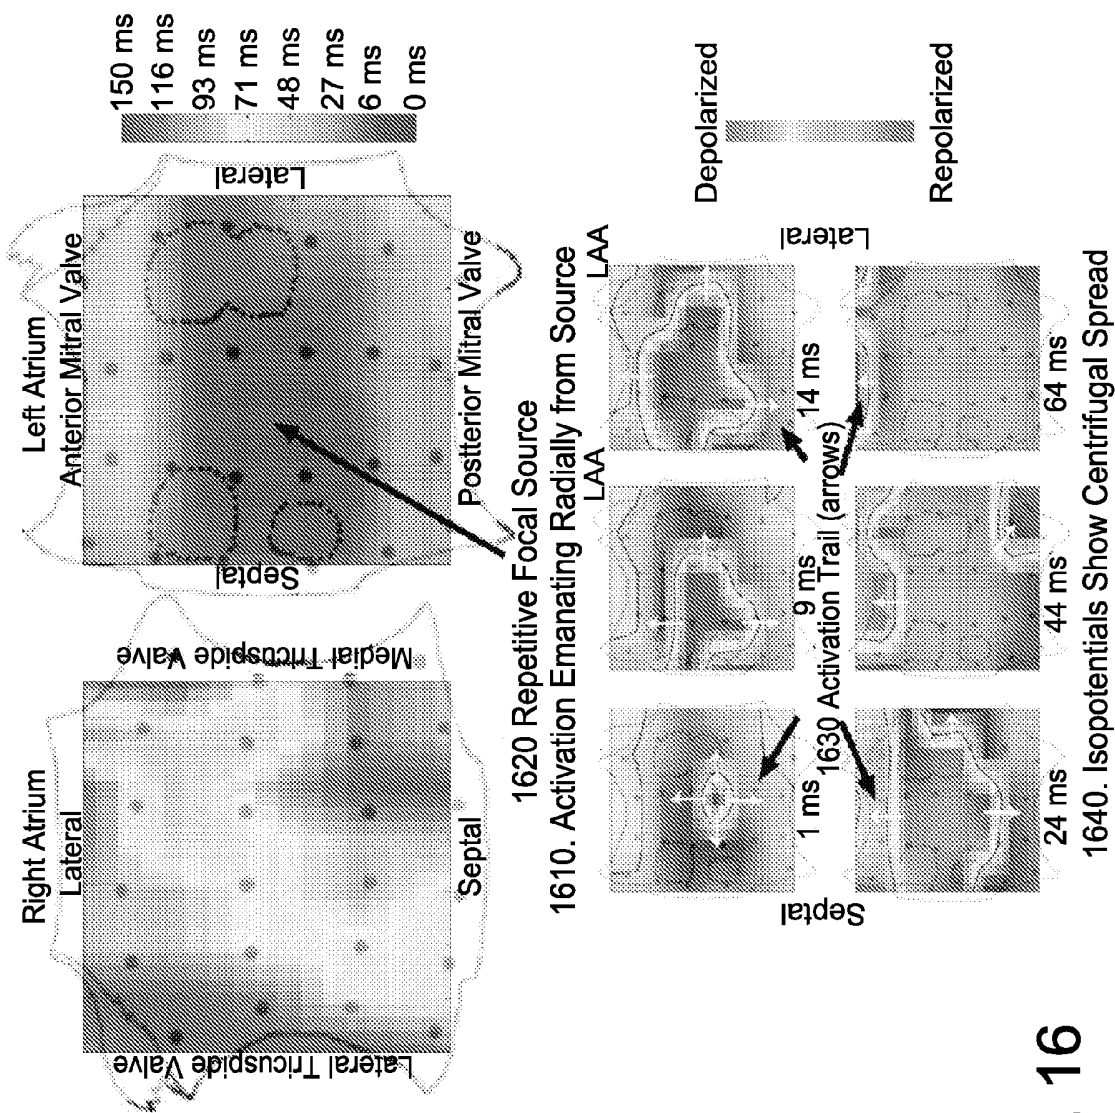 Right Atrium
Lateral
Lateral Tricuspide Valve
Medial Tricuspide Valve
Septal
Left Atrium
Anterior Mitral Valve
Septal
Lateral
Postterior Mitral Valve
150 ms
116 ms
93 ms
71 ms
48 ms
27 ms
6 ms
0 ms
1620 Repetitive Focal Source
1610. Activation Emanating Radially from Source
LAA
LAA
Septal
1 ms
9 ms
14 ms
1630 Activation Trail (arrows)
Lateral
24 ms
44 ms
64 ms
1640. Isopotentials Show Centrifugal Spread
Depolarized
Repolarized
16